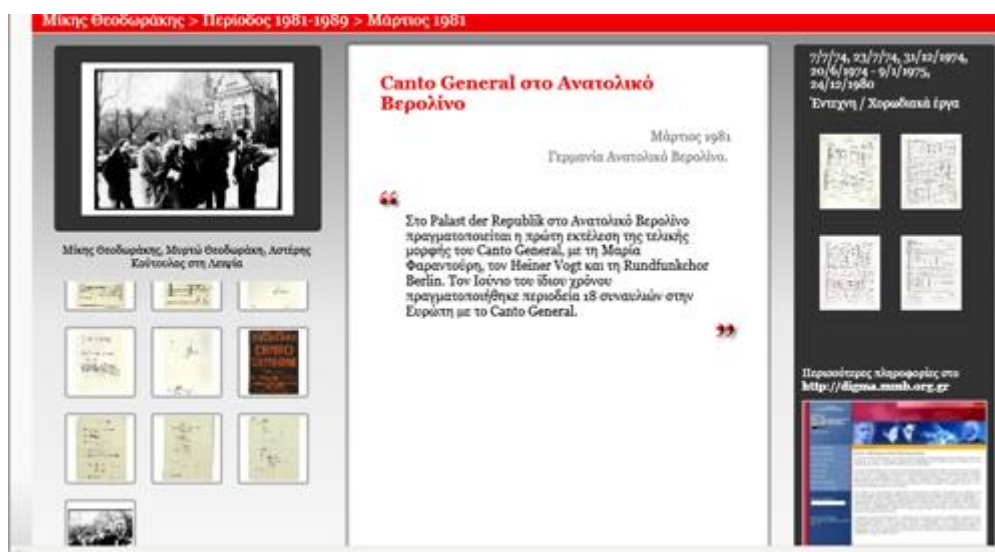 Μίκης Θεοδωράκης > Περίοδος 1981-1989 > Μάρτιος 1981
Μίκης Θεοδωράκης, Μυρτώ Θεοδωράκη, Αστέρης
Κούτουλας στη Λειψία
Canto General στο Ανατολικό
Βερολίνο
Μάρτιος 1981
Γερμανία Ανατολικό Βερολίνο.
“
Στο Palast der Republik στο Ανατολικό Βερολίνο
πραγματοποιείται η πρώτη εκτέλεση της τελικής
μορφής του Canto General, με τη Μαρία
Φαραντούρη, τον Heiner Vogt και τη Rundfunkchor
Berlin. Τον Ιούνιο του ίδιου χρόνου
πραγματοποιήθηκε περιοδεία 18 συναυλιών στην
Ευρώπη με το Canto General.
”
7/7/74, 23/7/74, 31/12/1974,
20/6/1974 - 9/1/1975,
24/12/1980
Έντεχνη / Χορωδιακά έργα
Περισσότερες πληροφορίες στο
http://digma.mmb.org.gr